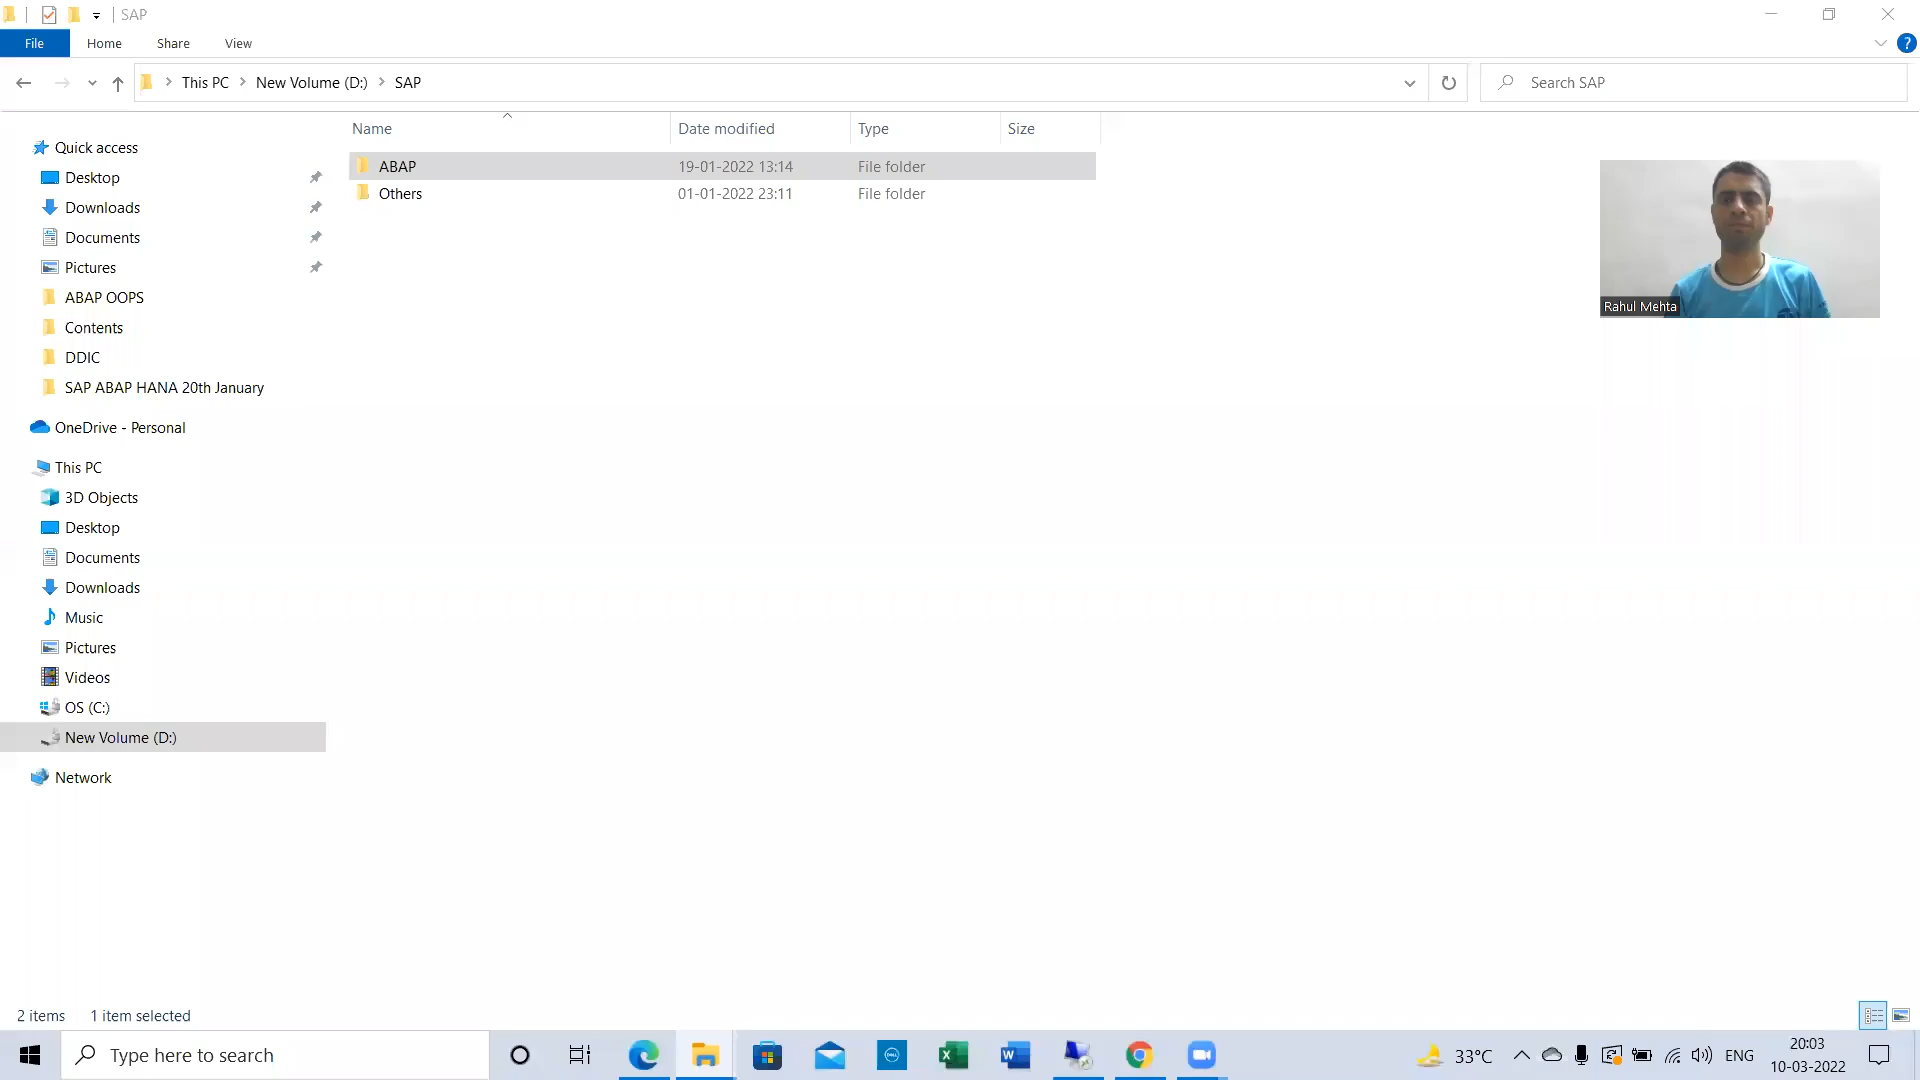 SAP
File Home Share View
This PC New Volume (D:) SAP
Search SAP
Name Date modified Type Size
Quick access
Desktop
Downloads
Documents
Pictures
ABAP OOPS
Contents
DDIC
SAP ABAP HANA 20th January
OneDrive - Personal
This PC
3D Objects
Desktop
Documents
Downloads
Music
Pictures
Videos
OS (C:)
New Volume (D:)
Network
ABAP 19-01-2022 13:14 File folder
Others 01-01-2022 23:11 File folder
Rahul Mehta
2 items 1 item selected
Type here to search
33°C
ENG
20:03
10-03-2022